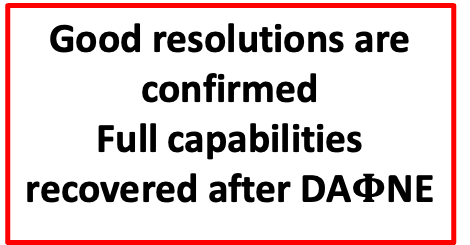 Good resolutions are
confirmed
Full capabilities
recovered after DAΦNE